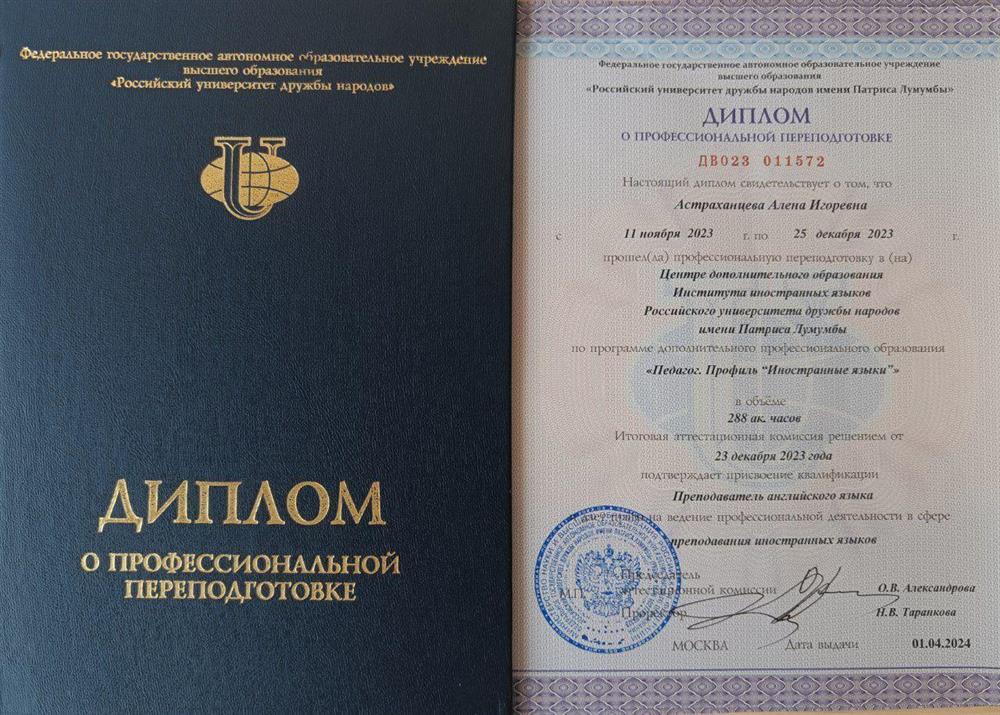 Федеральное государственное автономное образовательное учреждение
высшего образования
«Российский университет дружбы народов»
ДИПЛОМ
О ПРОФЕССИОНАЛЬНОЙ
ПЕРЕПОДГОТОВКЕ
Федеральное государственное автономное образовательное учреждение
высшего образования
«Российский университет дружбы народов имени Патриса Лумумбы»
ДИПЛОМ
О ПРОФЕССИОНАЛЬНОЙ ПЕРЕПОДГОТОВКЕ
ДВ023 011572
Настоящий диплом свидетельствует о том, что
Астраханцева Алена Игоревна
с 11 ноября 2023 г. по 25 декабря 2023 г.
прошел(ла) профессиональную переподготовку в (на)
Центре дополнительного образования
Института иностранных языков
Российского университета дружбы народов
имени Патриса Лумумбы
по программе дополнительного профессионального образования
«Педагог. Профиль “Иностранные языки”»
в объёме
288 ак. часов
Итоговая аттестационная комиссия решением от
23 декабря 2023 года
подтверждает присвоение квалификации
Преподаватель английского языка
на ведение профессиональной деятельности в сфере
преподавания иностранных языков
Председатель
М.П. аттестационной комиссии О.В. Александрова
Проректор Н.В. Таранкова
МОСКВА Дата выдачи 01.04.2024